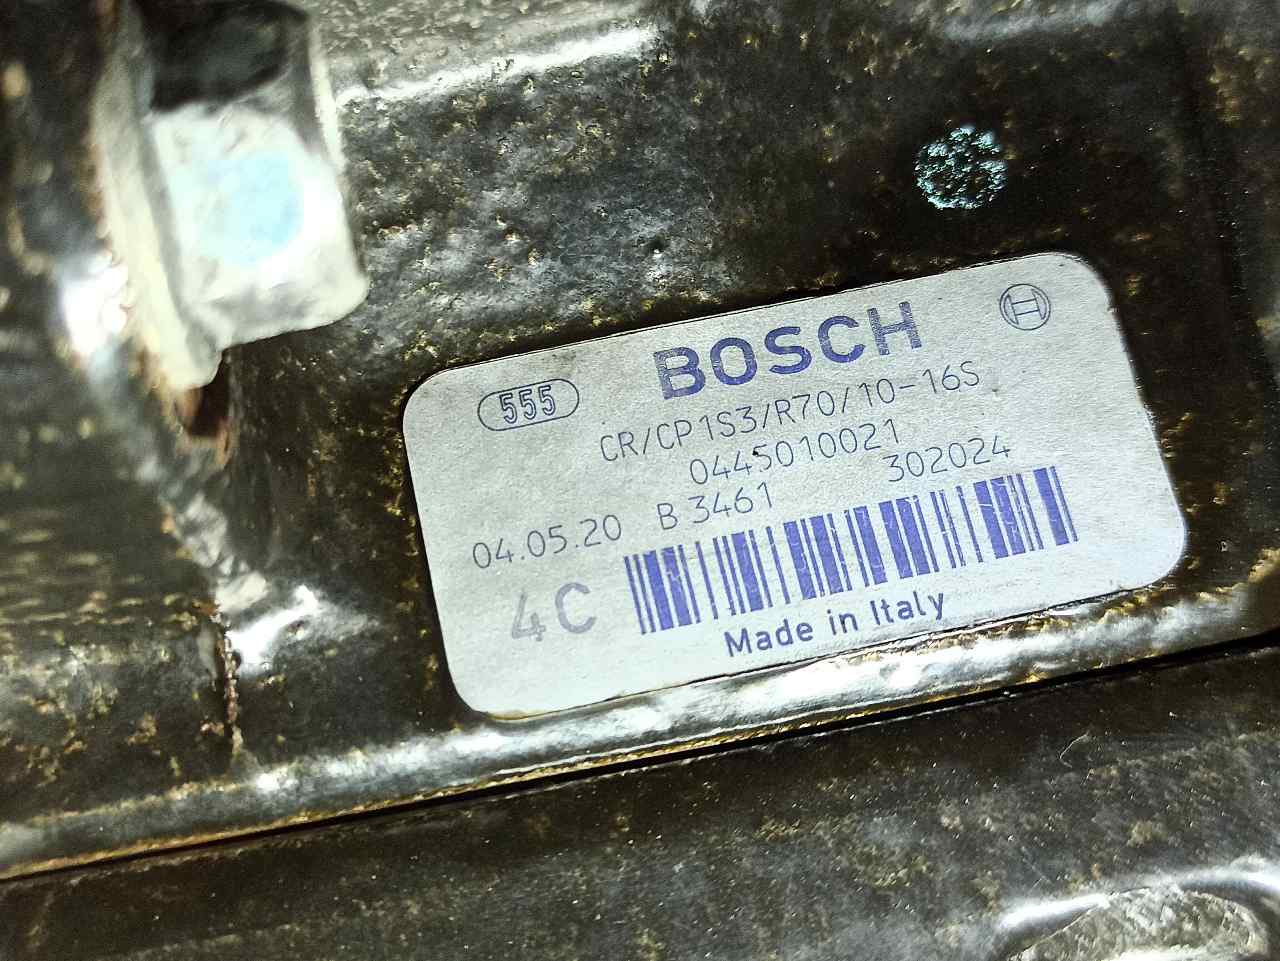 BOSCH
555
CR/CP1S3/R70/10-16S
0445010021
04.05.20 B 3461 302024
4C
Made in Italy